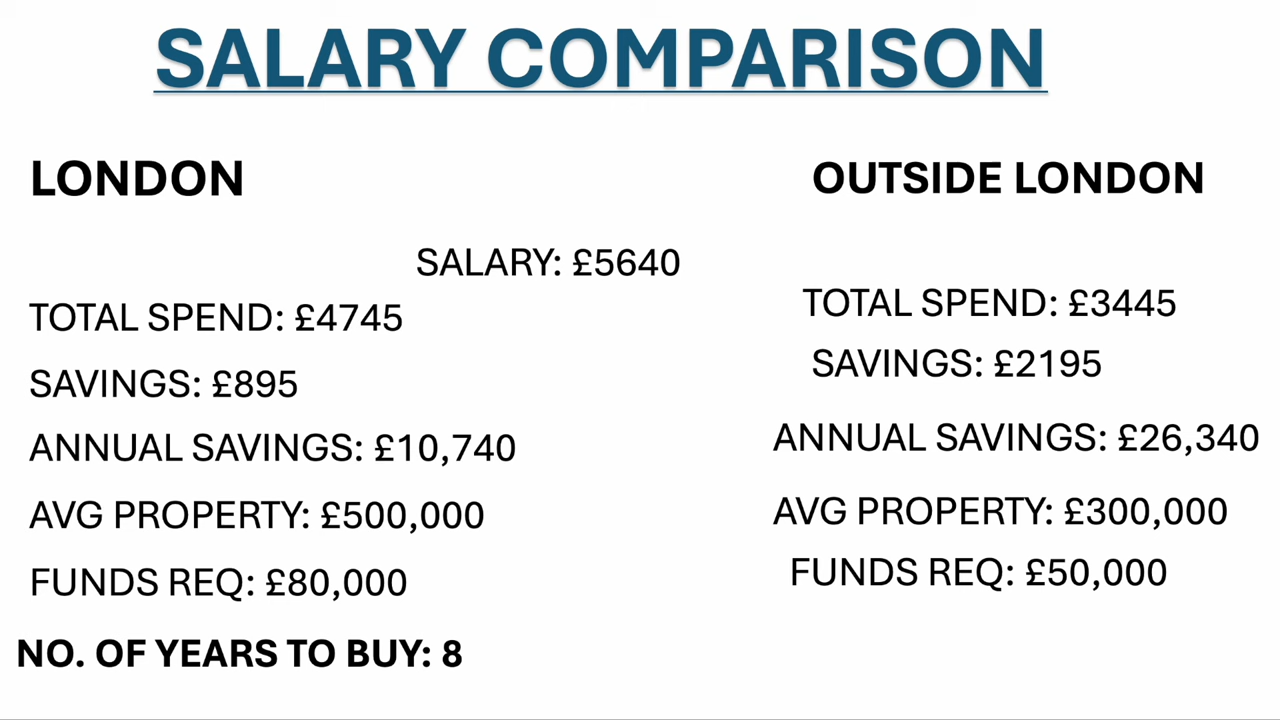 SALARY COMPARISON
LONDON
OUTSIDE LONDON
SALARY: £5640
TOTAL SPEND: £4745
SAVINGS: £895
ANNUAL SAVINGS: £10,740
AVG PROPERTY: £500,000
FUNDS REQ: £80,000
NO. OF YEARS TO BUY: 8
TOTAL SPEND: £3445
SAVINGS: £2195
ANNUAL SAVINGS: £26,340
AVG PROPERTY: £300,000
FUNDS REQ: £50,000